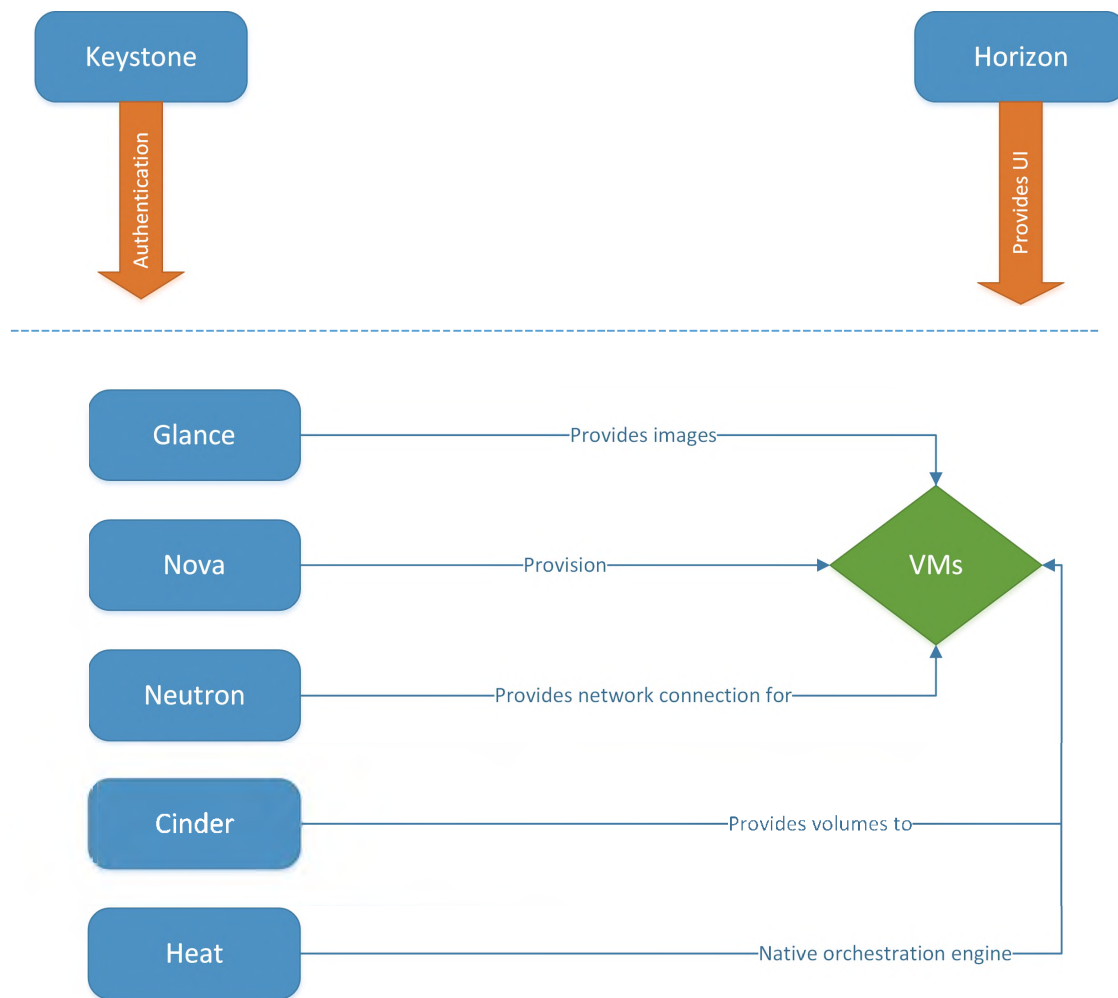 Keystone
Horizon
Authentication
Provides UI
Glance
Provides images
Nova
Provision
VMs
Neutron
Provides network connection for
Cinder
Provides volumes to
Heat
Native orchestration engine